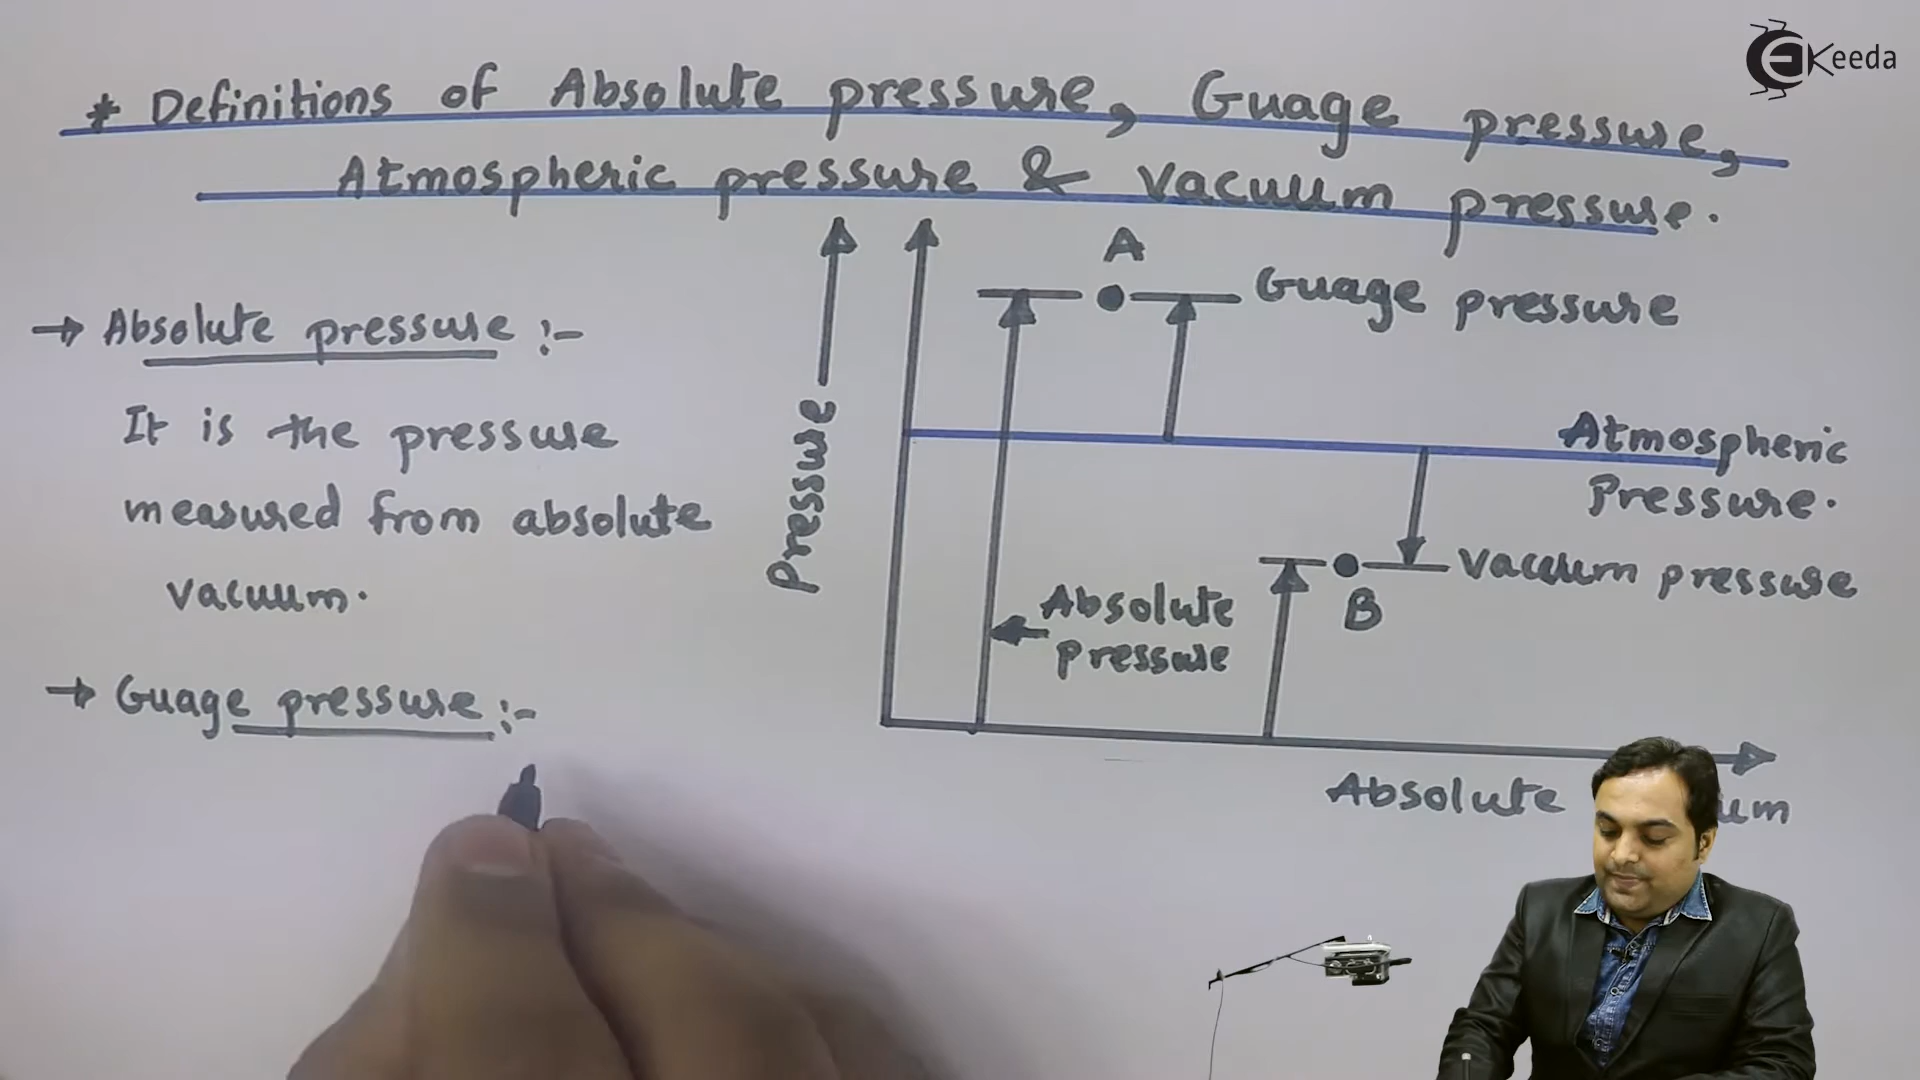 EKeeda
* Definitions of Absolute pressure, Guage pressure,
Atmospheric pressure & Vacuum pressure.
→ Absolute pressure :-
It is the pressure
measured from absolute
vacuum.
→ Guage pressure :-
Pressure
A
Guage pressure
Atmospheric
Pressure.
Vacuum pressure
B
Absolute
pressure
Absolute